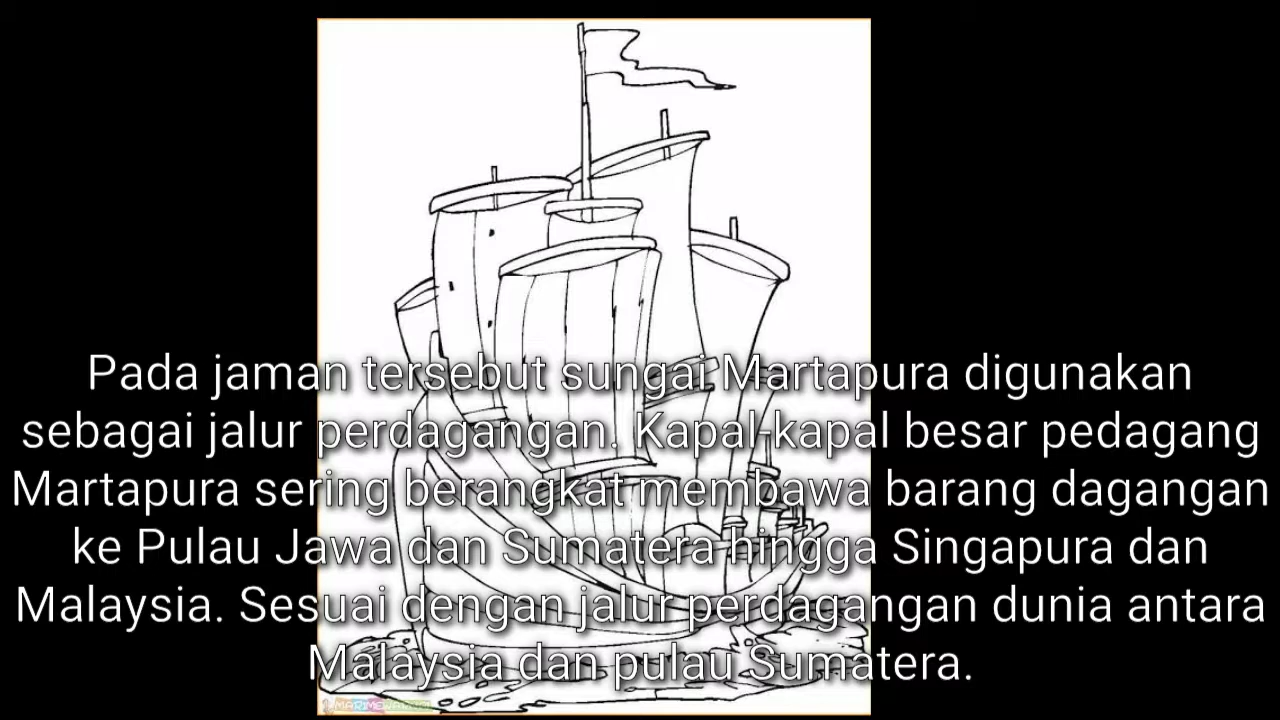 Pada jaman tersebut sungai Martapura digunakan
sebagai jalur perdagangan. Kapal-kapal besar pedagang
Martapura sering berangkat membawa barang dagangan
ke Pulau Jawa dan Sumatera hingga Singapura dan
Malaysia. Sesuai dengan jalur perdagangan dunia antara
Malaysia dan pulau Sumatera.